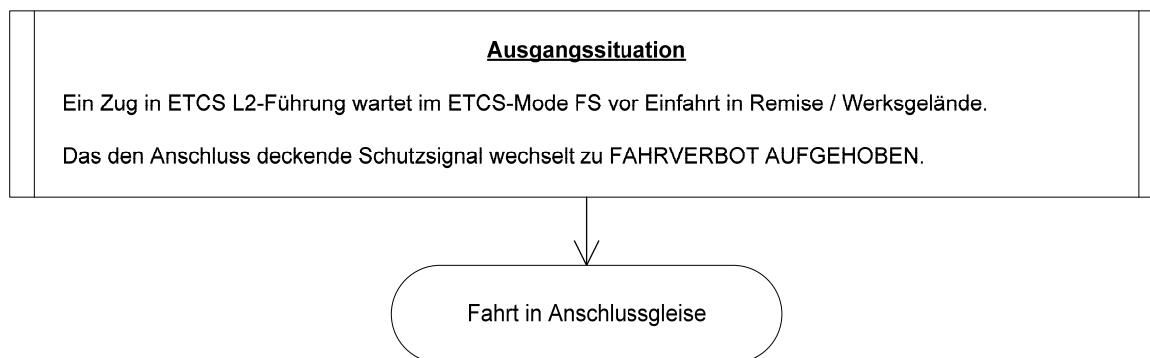 Ausgangssituation
Ein Zug in ETCS L2-Führung wartet im ETCS-Mode FS vor Einfahrt in Remise / Werksgelände.
Das den Anschluss deckende Schutzsignal wechselt zu FAHRVERBOT AUFGEHOBEN.
Fahrt in Anschlussgleise